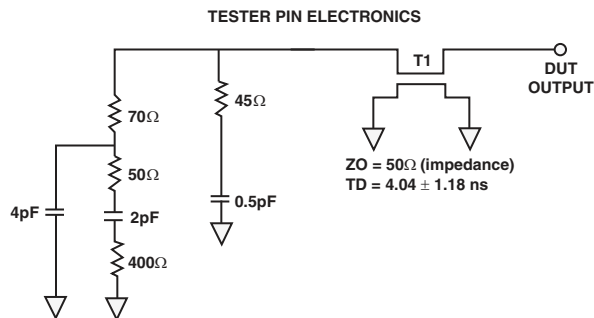 TESTER PIN ELECTRONICS
T1
DUT
OUTPUT
70Ω
45Ω
50Ω
ZO = 50Ω (impedance)
TD = 4.04 ± 1.18 ns
4pF
2pF
0.5pF
400Ω